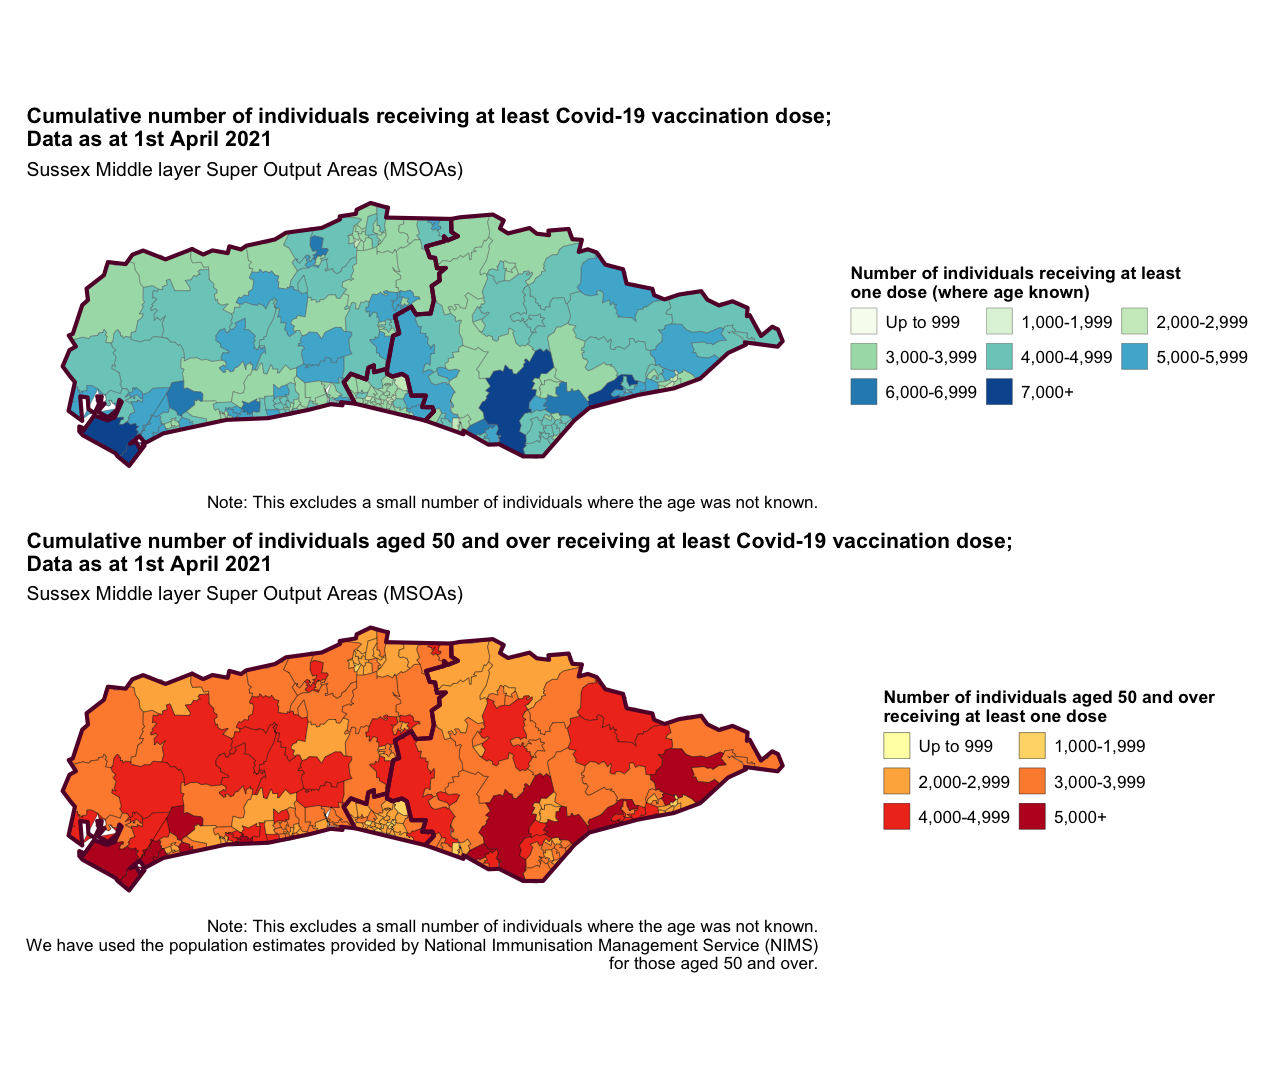 Cumulative number of individuals receiving at least Covid-19 vaccination dose;
Data as at 1st April 2021
Sussex Middle layer Super Output Areas (MSOAs)
Number of individuals receiving at least
one dose (where age known)
Up to 999
1,000-1,999
2,000-2,999
3,000-3,999
4,000-4,999
5,000-5,999
6,000-6,999
7,000+
Note: This excludes a small number of individuals where the age was not known.
Cumulative number of individuals aged 50 and over receiving at least Covid-19 vaccination dose;
Data as at 1st April 2021
Sussex Middle layer Super Output Areas (MSOAs)
Number of individuals aged 50 and over
receiving at least one dose
Up to 999
1,000-1,999
2,000-2,999
3,000-3,999
4,000-4,999
5,000+
Note: This excludes a small number of individuals where the age was not known.
We have used the population estimates provided by National Immunisation Management Service (NIMS)
for those aged 50 and over.